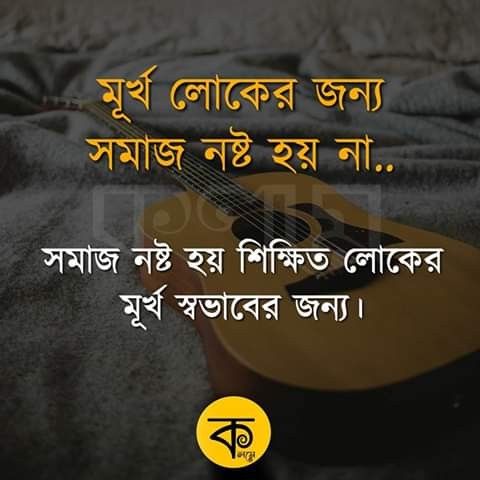 মূর্খ লোকের জন্য
সমাজ নষ্ট হয় না..
সমাজ নষ্ট হয় শিক্ষিত লোকের
মূর্খ স্বভাবের জন্য।
ক